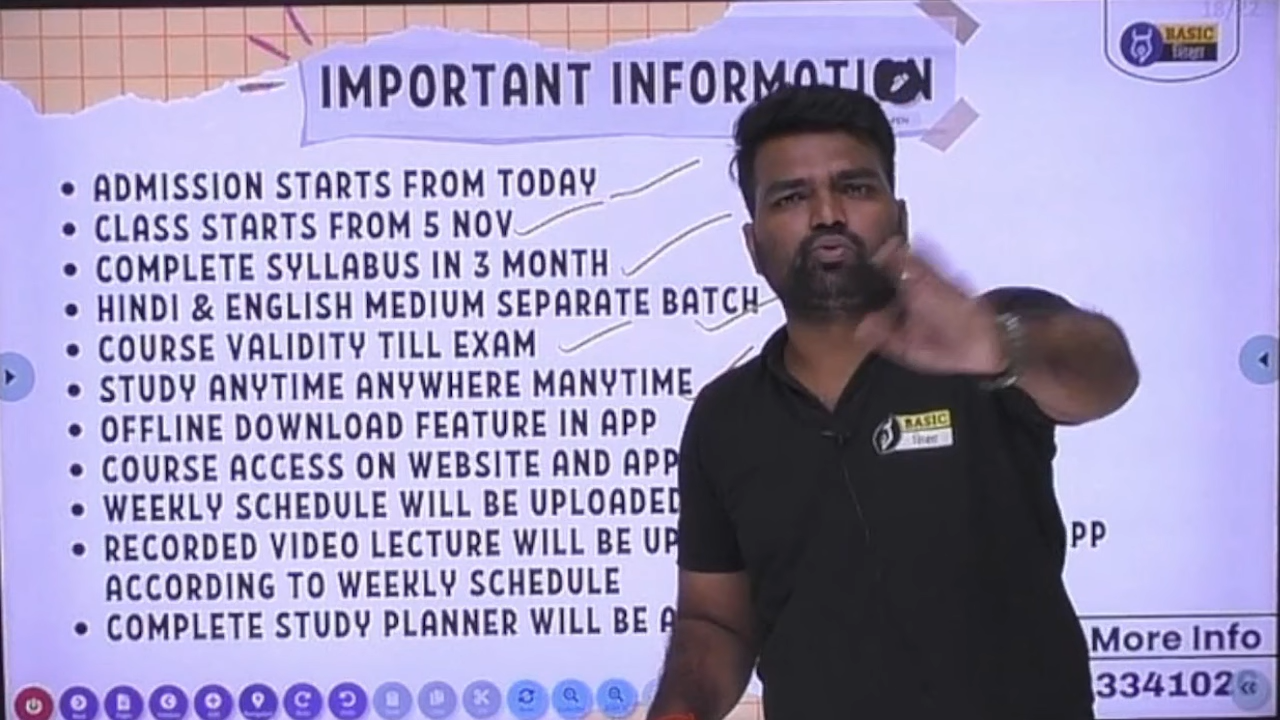 18/22
BASIC
IMPORTANT INFORMATION
PEN
• ADMISSION STARTS FROM TODAY
• CLASS STARTS FROM 5 NOV
• COMPLETE SYLLABUS IN 3 MONTH
• HINDI & ENGLISH MEDIUM SEPARATE BATCH
• COURSE VALIDITY TILL EXAM
• STUDY ANYTIME ANYWHERE MANYTIME
• OFFLINE DOWNLOAD FEATURE IN APP
• COURSE ACCESS ON WEBSITE AND APP
• WEEKLY SCHEDULE WILL BE UPLOADED
• RECORDED VIDEO LECTURE WILL BE UP PP
ACCORDING TO WEEKLY SCHEDULE
• COMPLETE STUDY PLANNER WILL BE A
BASIC
More Info
334102